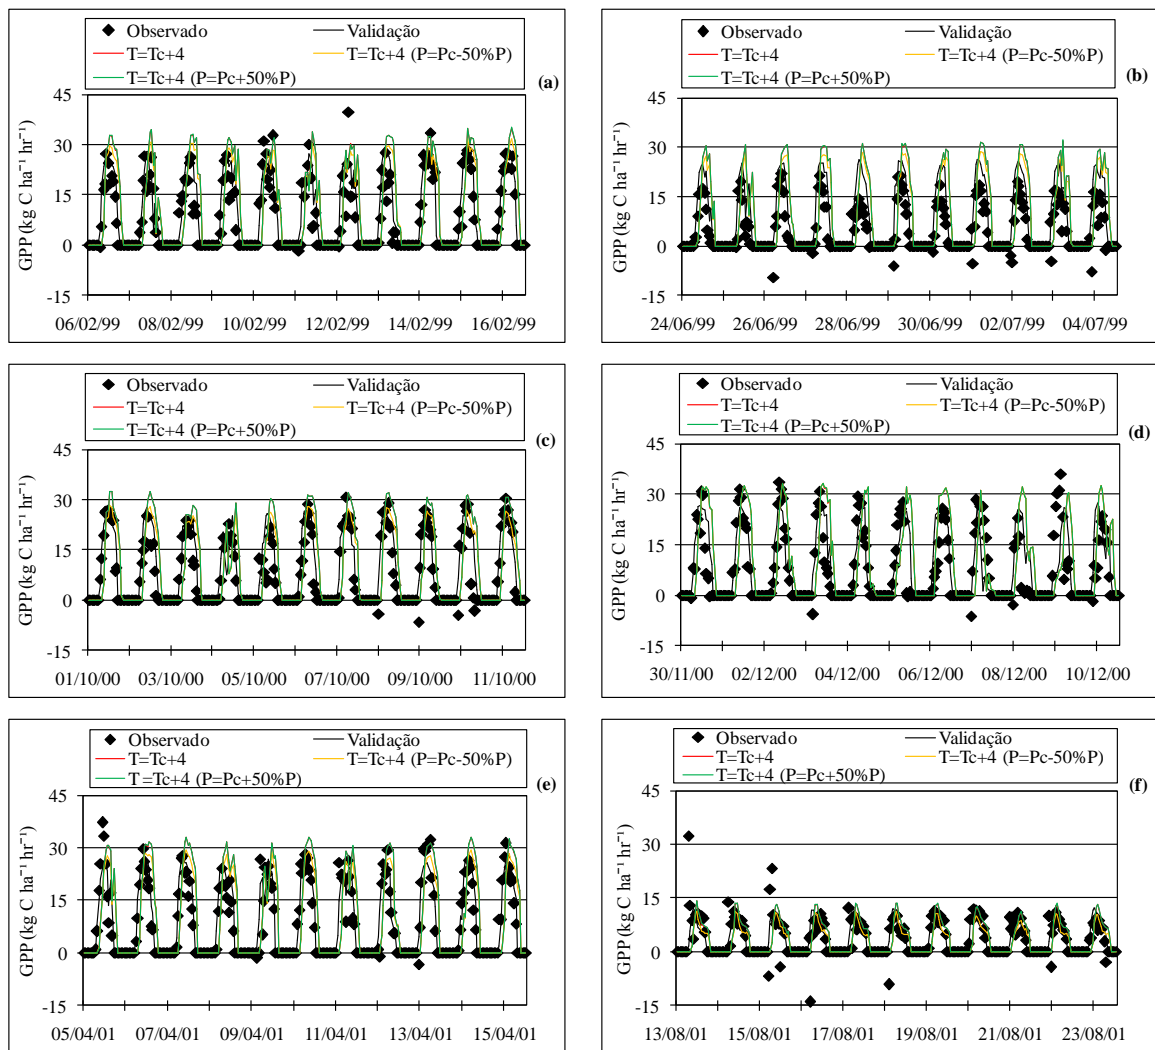 Observado Validação
T=Tc+4 T=Tc+4 (P=Pc-50%P)
T=Tc+4 (P=Pc+50%P)
(a)
GPP (kg C ha⁻¹ hr⁻¹)
45
30
15
0
-15
06/02/99 08/02/99 10/02/99 12/02/99 14/02/99 16/02/99
Observado Validação
T=Tc+4 T=Tc+4 (P=Pc-50%P)
T=Tc+4 (P=Pc+50%P)
(b)
GPP (kg C ha⁻¹ hr⁻¹)
45
30
15
0
-15
24/06/99 26/06/99 28/06/99 30/06/99 02/07/99 04/07/99
Observado Validação
T=Tc+4 T=Tc+4 (P=Pc-50%P)
T=Tc+4 (P=Pc+50%P)
(c)
GPP (kg C ha⁻¹ hr⁻¹)
45
30
15
0
-15
01/10/00 03/10/00 05/10/00 07/10/00 09/10/00 11/10/00
Observado Validação
T=Tc+4 T=Tc+4 (P=Pc-50%P)
T=Tc+4 (P=Pc+50%P)
(d)
GPP (kg C ha⁻¹ hr⁻¹)
45
30
15
0
-15
30/11/00 02/12/00 04/12/00 06/12/00 08/12/00 10/12/00
Observado Validação
T=Tc+4 T=Tc+4 (P=Pc-50%P)
T =Tc+4 (P=Pc+50%P)
(e)
GPP (kg C ha⁻¹ hr⁻¹)
45
30
15
0
-15
05/04/01 07/04/01 09/04/01 11/04/01 13/04/01 15/04/01
Observado Validação
T=Tc+4 T=Tc+4 (P=Pc-50%P)
T=Tc+4 (P=Pc+50%P)
(f)
GPP (kg C ha⁻¹ hr⁻¹)
45
30
15
0
-15
13/08/01 15/08/01 17/08/01 19/08/01 21/08/01 23/08/01